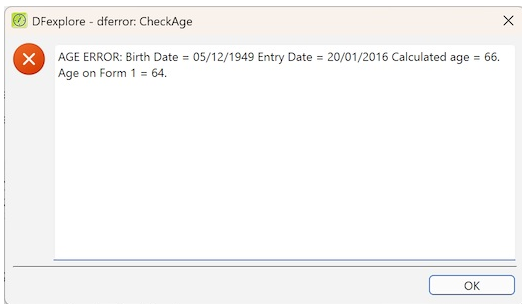 DFexplore - dferror: CheckAge
AGE ERROR: Birth Date = 05/12/1949 Entry Date = 20/01/2016 Calculated age = 66.
Age on Form 1 = 64.
OK